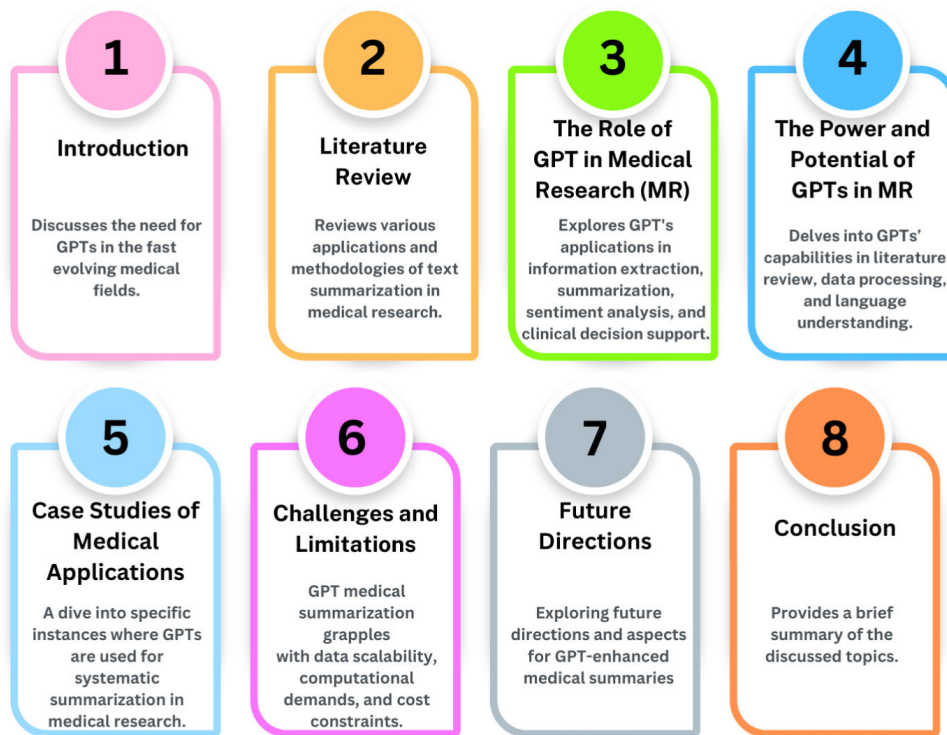 1
Introduction
Discusses the need for
GPTs in the fast
evolving medical
fields.
2
Literature
Review
Reviews various
applications and
methodologies of text
summarization in
medical research.
3
The Role of
GPT in Medical
Research (MR)
Explores GPT's
applications in
information extraction,
summarization,
sentiment analysis, and
clinical decision support.
4
The Power and
Potential of
GPTs in MR
Delves into GPTs’
capabilities in literature
review, data processing,
and language
understanding.
5
Case Studies of
Medical
Applications
A dive into specific
instances where GPTs
are used for
systematic
summarization in
medical research.
6
Challenges and
Limitations
GPT medical
summarization
grapples
with data scalability,
computational
demands, and cost
constraints.
7
Future
Directions
Exploring future
directions and aspects
for GPT-enhanced
medical summaries
8
Conclusion
Provides a brief
summary of the
discussed topics.